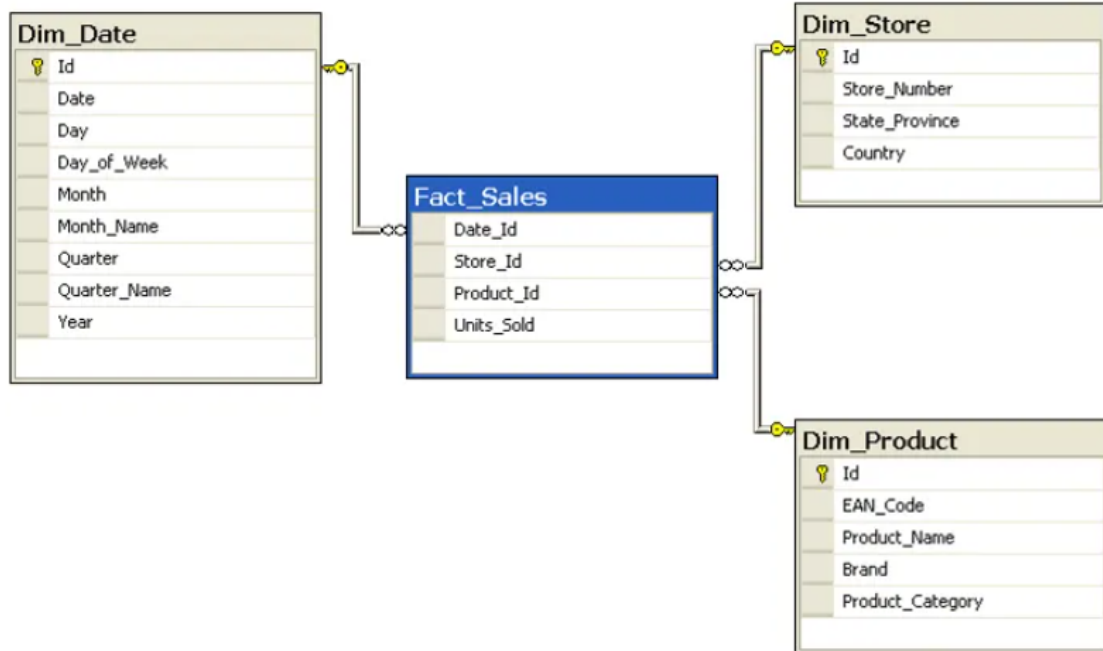 Dim_Date
Id
Date
Day
Day_of_Week
Month
Month_Name
Quarter
Quarter_Name
Year
Fact_Sales
Date_Id
Store_Id
Product_Id
Units_Sold
Dim_Store
Id
Store_Number
State_Province
Country
Dim_Product
Id
EAN_Code
Product_Name
Brand
Product_Category